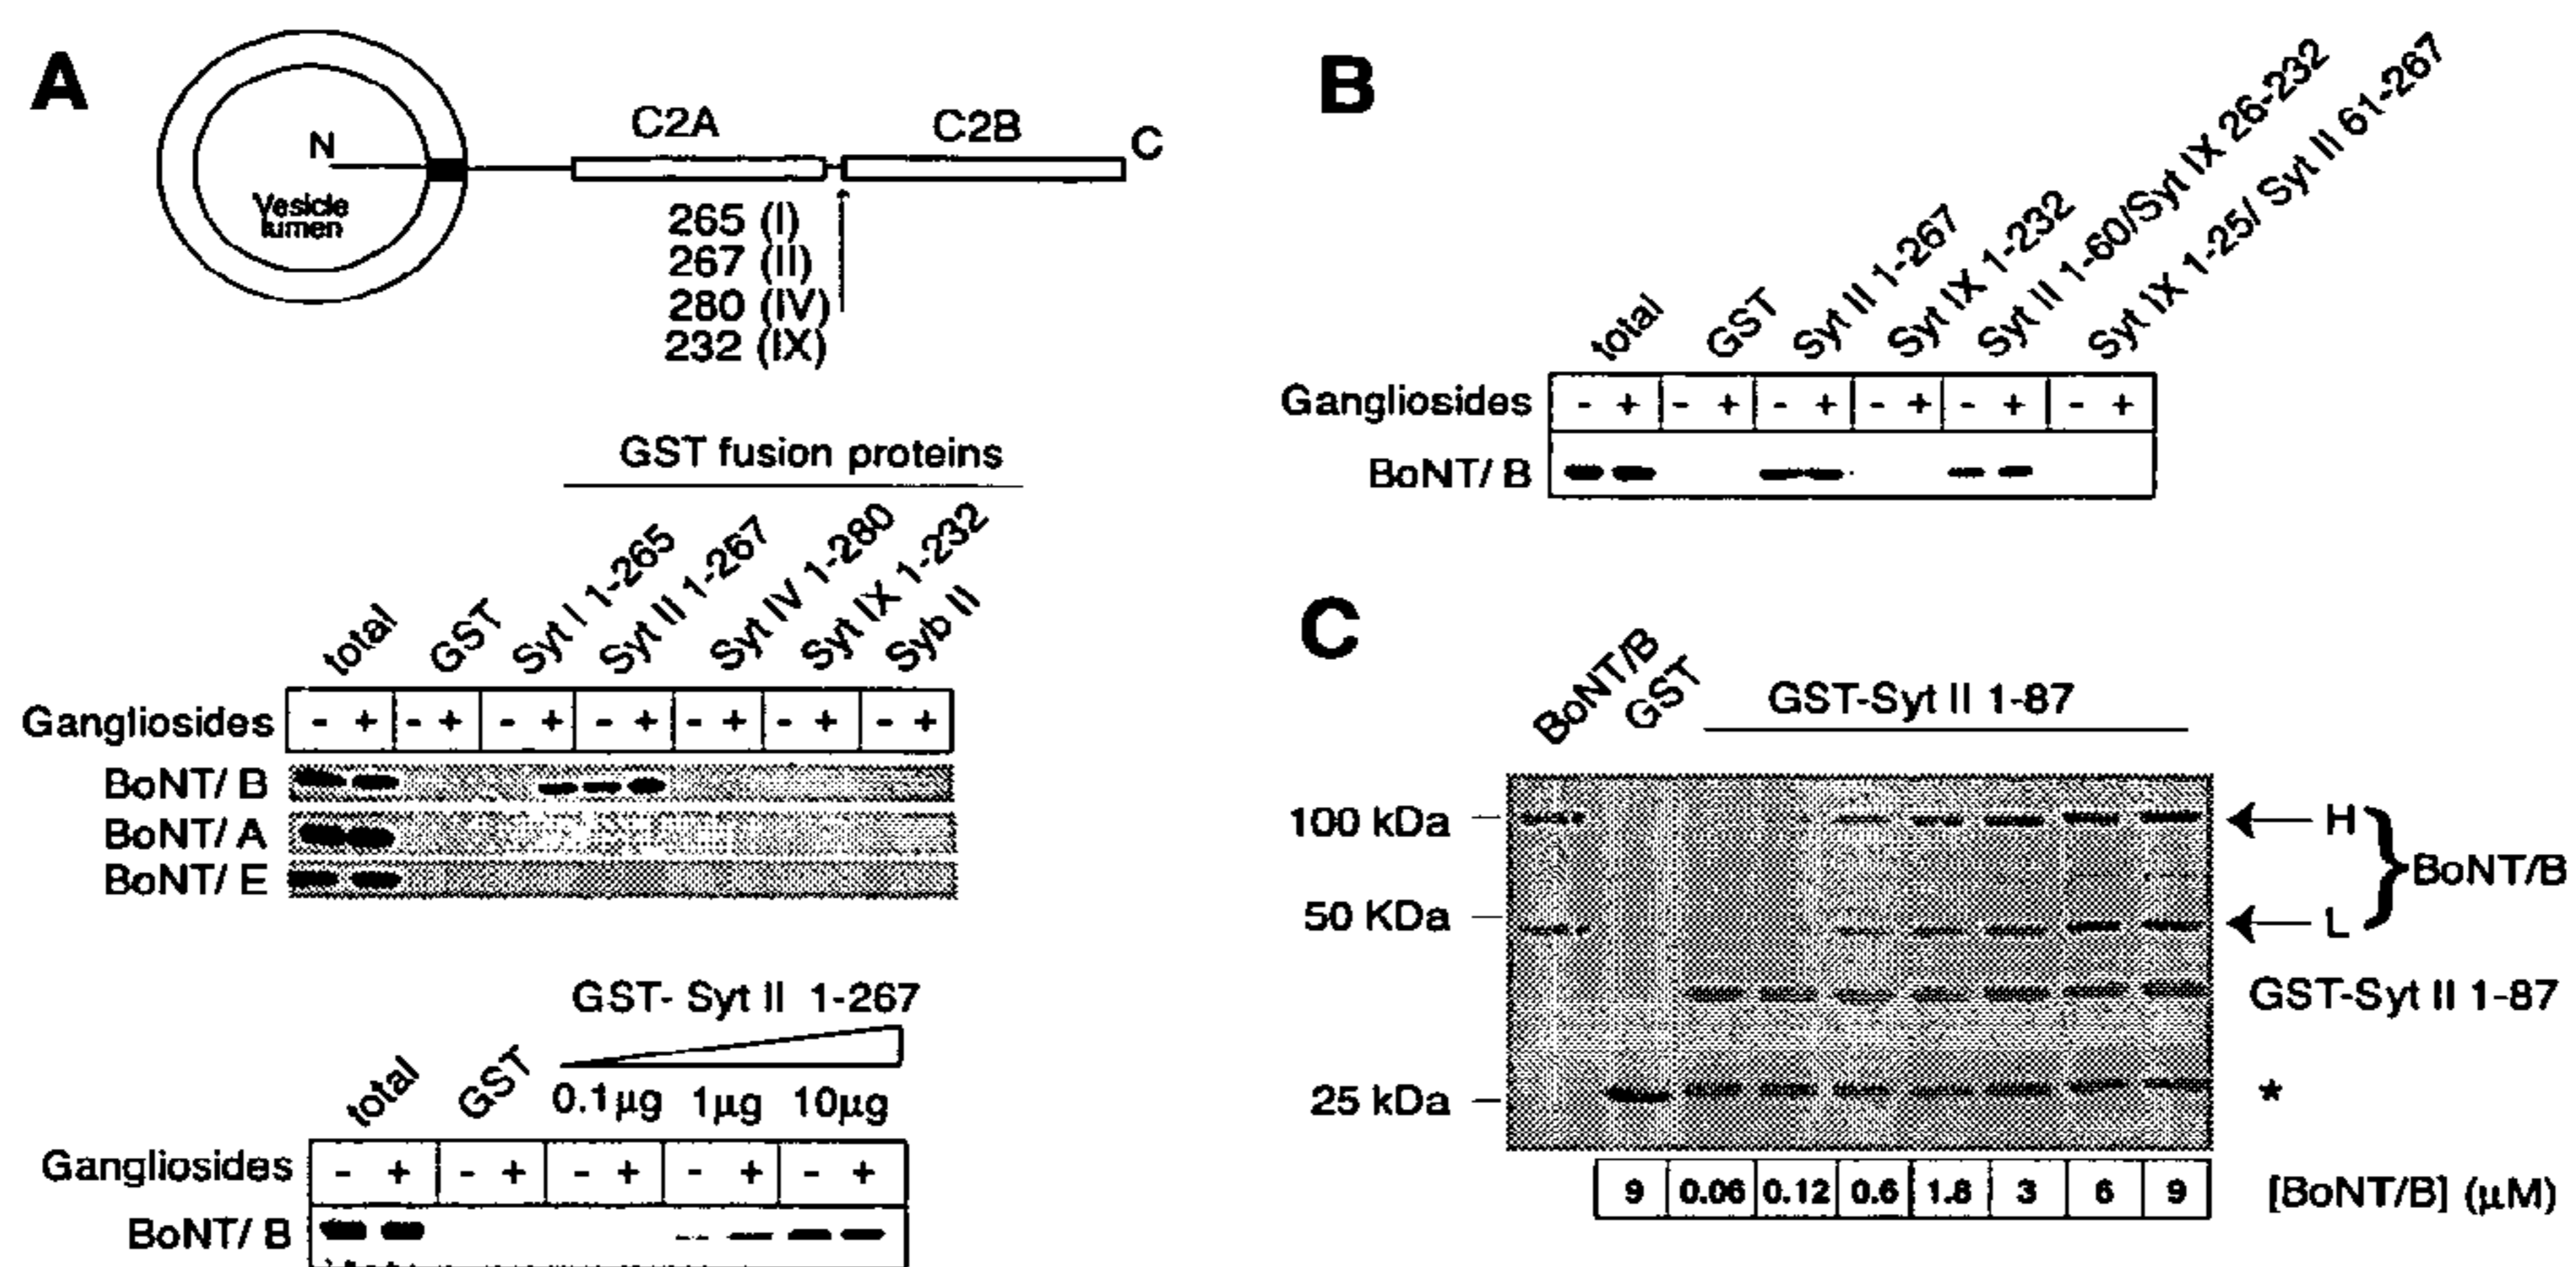 A
N
Vesicle
lumen
C2A
C2B
C
265 (I)
267 (II)
280 (IV)
232 (IX)
GST fusion proteins
total
GST
Syt I 1-265
Syt II 1-267
Syt IV 1-280
Syt IX 1-232
Syb II
Gangliosides - + - + - + - + - + - + - +
BoNT/ B
BoNT/ A
BoNT/ E
GST- Syt II 1-267
total
GST
0.1µg 1µg 10µg
Gangliosides - + - + - + - + - +
BoNT/ B
B
total
GST
Syt II 1-267
Syt IX 1-232
Syt II 1-60/Syt IX 26-232
Syt IX 1-25/ Syt II 61-267
Gangliosides - + - + - + - + - + - +
BoNT/ B
C
BoNT/B
GST
GST-Syt II 1-87
100 kDa
H
BoNT/B
50 KDa
L
GST-Syt II 1-87
25 kDa
*
9 0.06 0.12 0.6 1.8 3 6 9 [BoNT/B] (µM)